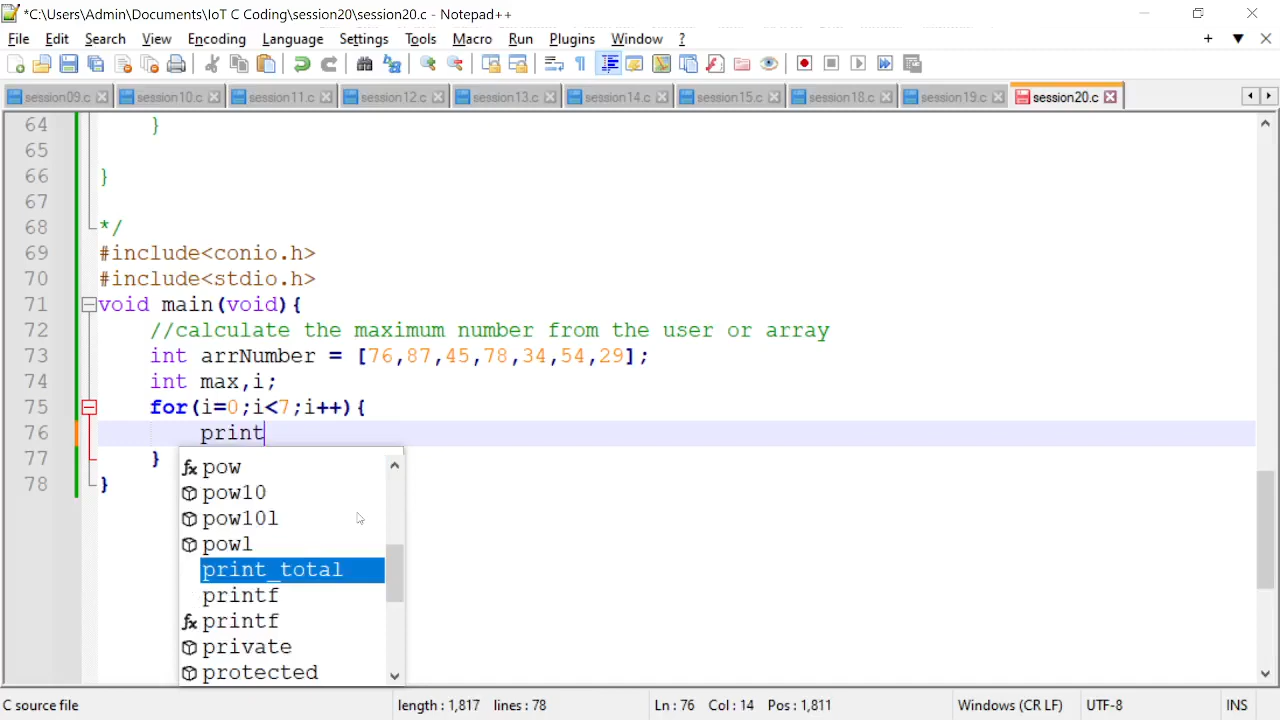 *C:\Users\Admin\Documents\IoT C Coding\session20\session20.c - Notepad++
File Edit Search View Encoding Language Settings Tools Macro Run Plugins Window ?
session09.c session10.c session11.c session12.c session13.c session14.c session15.c session18.c session19.c session20.c
64 }
65
66 }
67
68 */
69 #include<conio.h>
70 #include<stdio.h>
71 void main(void){
72 //calculate the maximum number from the user or array
73 int arrNumber = [76,87,45,78,34,54,29];
74 int max,i;
75 for(i=0;i<7;i++){
76 print
77 }
78 }
pow
pow10
pow10l
powl
print_total
printf
printf
private
protected
C source file length : 1,817 lines : 78 Ln : 76 Col : 14 Pos : 1,811 Windows (CR LF) UTF-8 INS